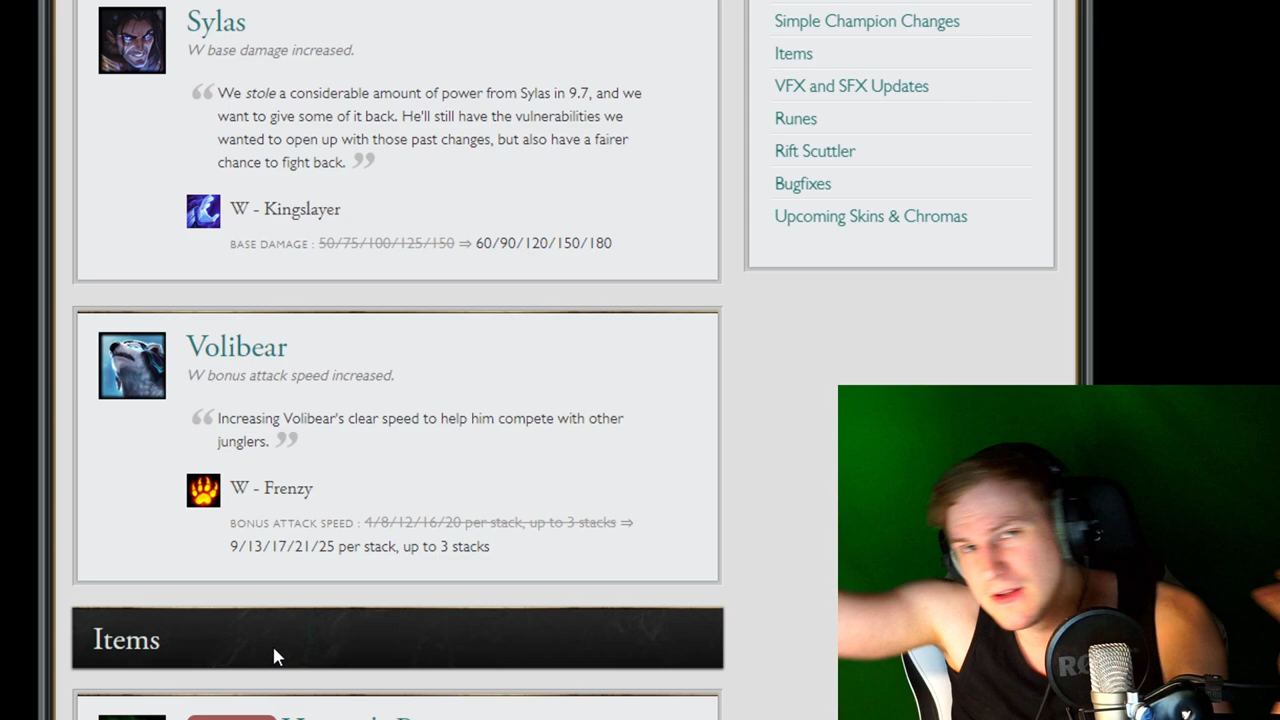 Sylas
W base damage increased.
We stole a considerable amount of power from Sylas in 9.7, and we
want to give some of it back. He'll still have the vulnerabilities we
wanted to open up with those past changes, but also have a fairer
chance to fight back.
W - Kingslayer
BASE DAMAGE : 50/75/100/125/150 ⇒ 60/90/120/150/180
Volibear
W bonus attack speed increased.
Increasing Volibear's clear speed to help him compete with other
junglers.
W - Frenzy
BONUS ATTACK SPEED : 4/8/12/16/20 per stack, up to 3 stacks ⇒
9/13/17/21/25 per stack, up to 3 stacks
Items
Simple Champion Changes
Items
VFX and SFX Updates
Runes
Rift Scuttler
Bugfixes
Upcoming Skins & Chromas